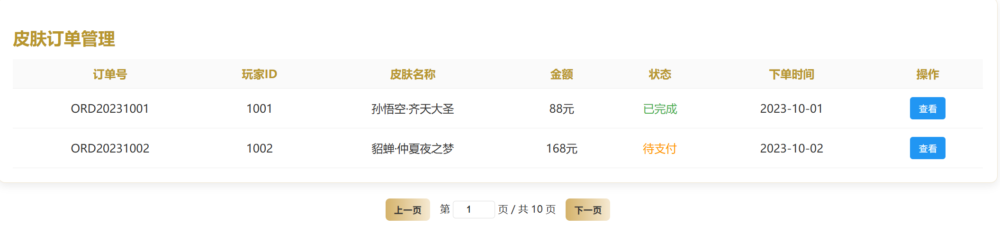 皮肤订单管理
订单号 玩家ID 皮肤名称 金额 状态 下单时间 操作
ORD20231001 1001 孙悟空·齐天大圣 88元 已完成 2023-10-01 查看
ORD20231002 1002 貂蝉·仲夏夜之梦 168元 待支付 2023-10-02 查看
上一页 第 1 页 / 共 10 页 下一页